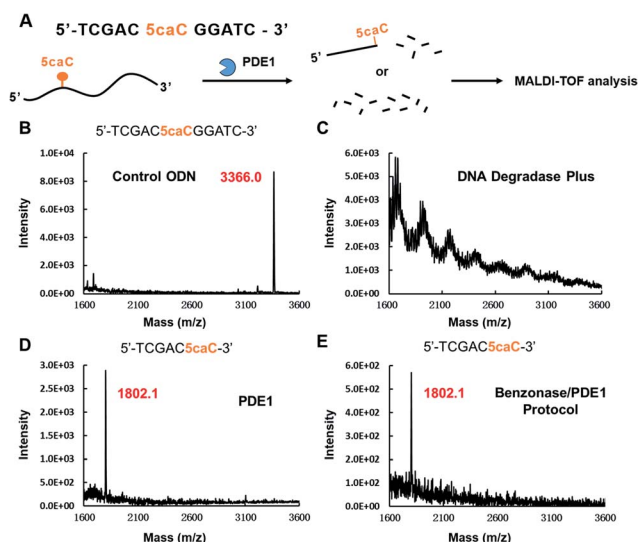 A
5'-TCGAC 5caC GGATC - 3'
5caC
5'
3'
PDE1
5caC
5'
or
MALDI-TOF analysis
B
5'-TCGAC5caCGGATC-3'
Control ODN
3366.0
Intensity
1.0E+04
8.0E+03
6.0E+03
4.0E+03
2.0E+03
0.0E+00
1600 2100 2600 3100 3600
Mass (m/z)
C
DNA Degradase Plus
Intensity
6.0E+03
5.0E+03
4.0E+03
3.0E+03
2.0E+03
1.0E+03
0.0E+00
1600 2100 2600 3100 3600
Mass (m/z)
D
5'-TCGAC5caC-3'
1802.1
PDE1
Intensity
3.0E+03
2.5E+03
2.0E+03
1.5E+03
1.0E+03
5.0E+02
0.0E+00
1600 2100 2600 3100 3600
Mass (m/z)
E
5'-TCGAC5caC-3'
1802.1
Benzonase/PDE1
Protocol
Intensity
6.0E+02
5.0E+02
4.0E+02
3.0E+02
2.0E+02
1.0E+02
0.0E+00
1600 2100 2600 3100 3600
Mass (m/z)